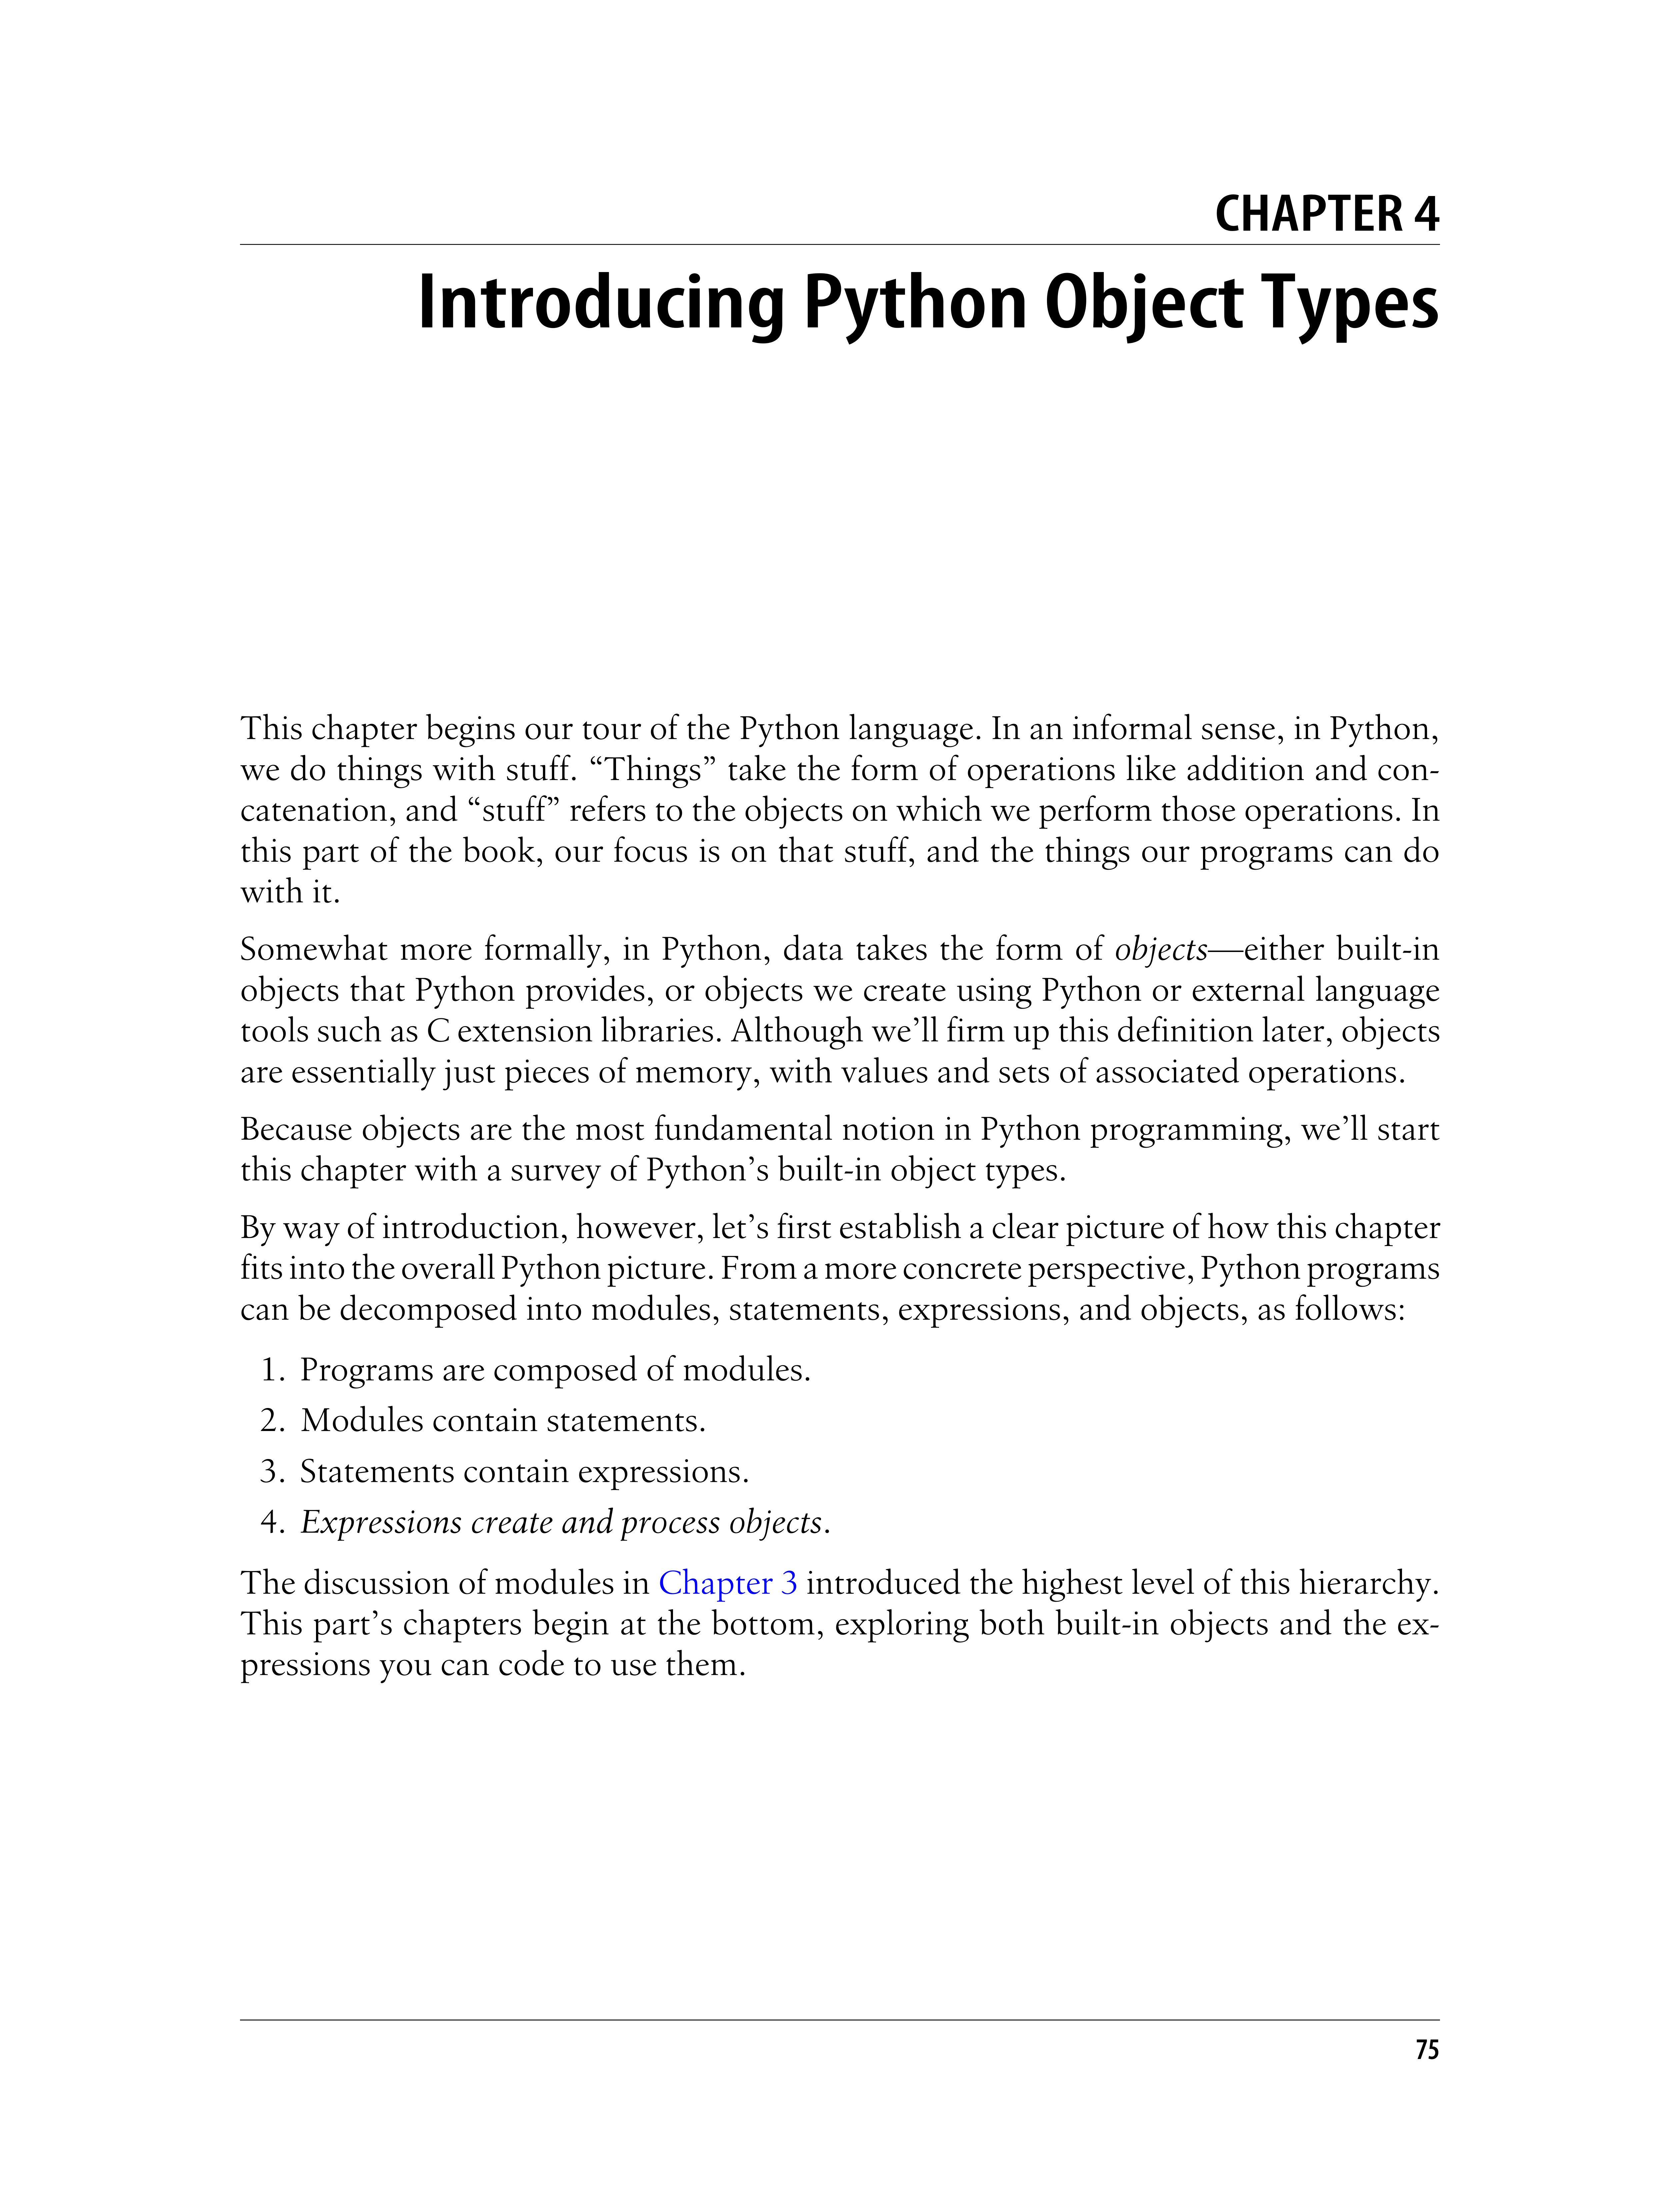 CHAPTER 4
Introducing Python Object Types
This chapter begins our tour of the Python language. In an informal sense, in Python,
we do things with stuff. “Things” take the form of operations like addition and con-
catenation, and “stuff” refers to the objects on which we perform those operations. In
this part of the book, our focus is on that stuff, and the things our programs can do
with it.
Somewhat more formally, in Python, data takes the form of objects—either built-in
objects that Python provides, or objects we create using Python or external language
tools such as C extension libraries. Although we’ll firm up this definition later, objects
are essentially just pieces of memory, with values and sets of associated operations.
Because objects are the most fundamental notion in Python programming, we’ll start
this chapter with a survey of Python’s built-in object types.
By way of introduction, however, let’s first establish a clear picture of how this chapter
fits into the overall Python picture. From a more concrete perspective, Python programs
can be decomposed into modules, statements, expressions, and objects, as follows:
1. Programs are composed of modules.
2. Modules contain statements.
3. Statements contain expressions.
4. Expressions create and process objects.
The discussion of modules in Chapter 3 introduced the highest level of this hierarchy.
This part’s chapters begin at the bottom, exploring both built-in objects and the ex-
pressions you can code to use them.
75